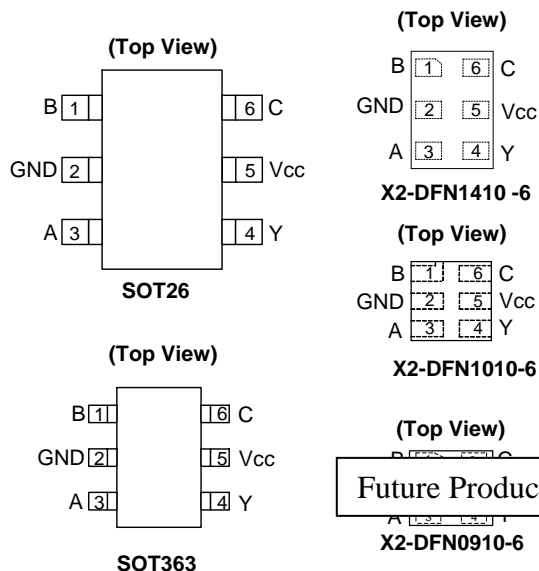 (Top View)
B 1 6 C
GND 2 5 Vcc
A 3 4 Y
SOT26
(Top View)
B 1 6 C
GND 2 5 Vcc
A 3 4 Y
SOT363
(Top View)
B 1 6 C
GND 2 5 Vcc
A 3 4 Y
X2-DFN1410 -6
(Top View)
B 1 6 C
GND 2 5 Vcc
A 3 4 Y
X2-DFN1010-6
(Top View)
Future Produc
X2-DFN0910-6